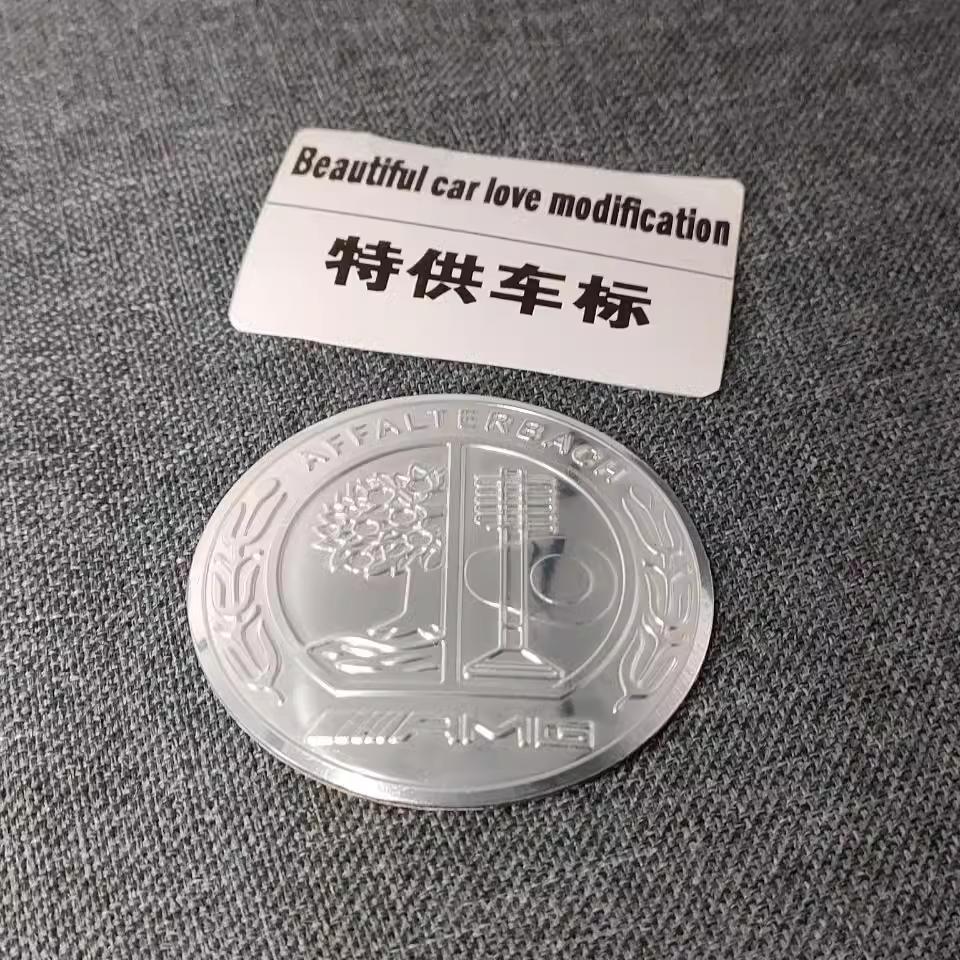 Beautiful car love modification
特供车标
AFFALTERBACH
AMG